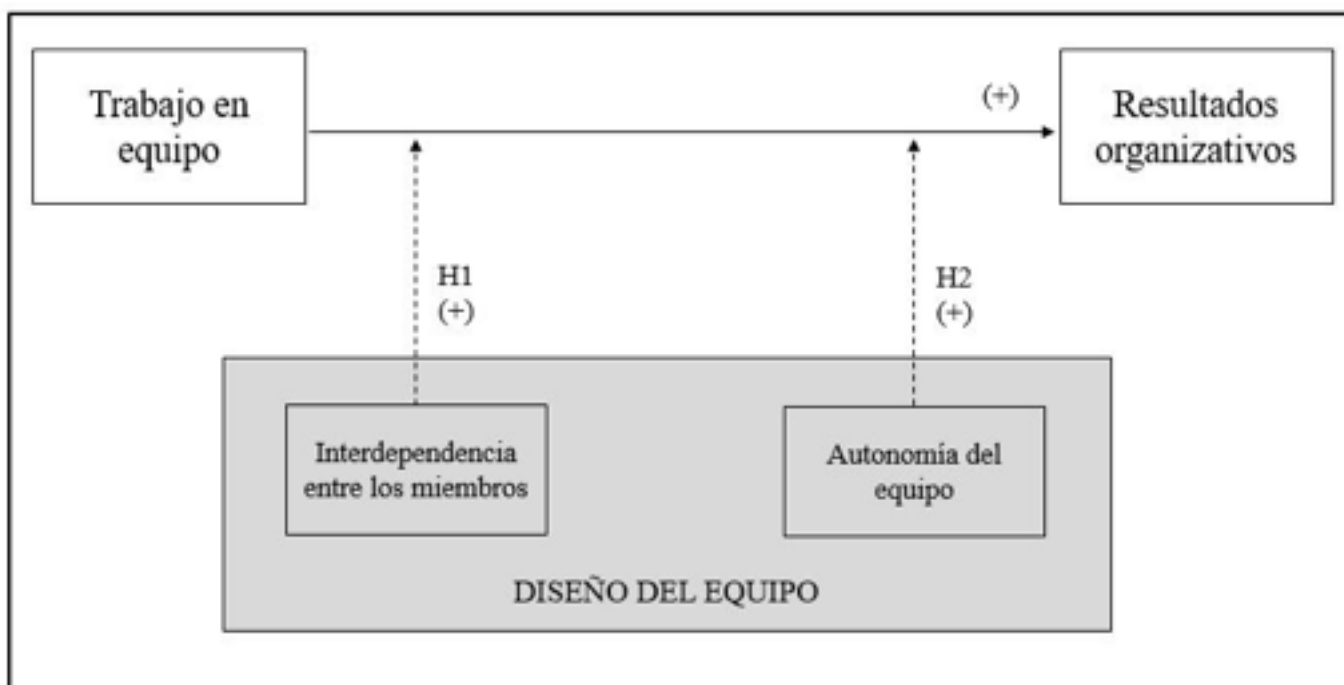 Trabajo en
equipo
(+)
Resultados
organizativos
H1
(+)
H2
(+)
Interdependencia
entre los miembros
Autonomía del
equipo
DISEÑO DEL EQUIPO